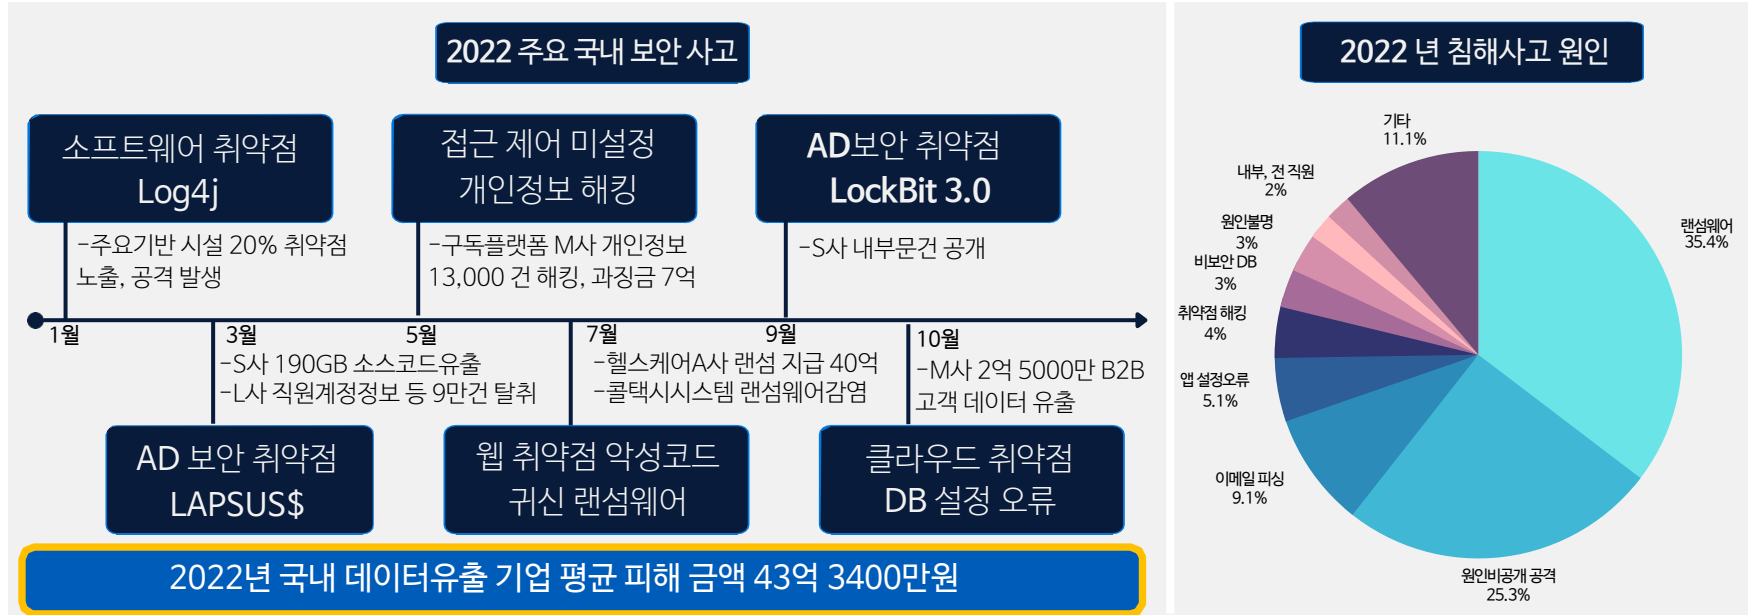 2022 주요 국내 보안 사고
소프트웨어 취약점
Log4j
-주요기반 시설 20% 취약점
노출, 공격 발생
접근 제어 미설정
개인정보 해킹
-구독플랫폼 M사 개인정보
13,000 건 해킹, 과징금 7억
AD보안 취약점
LockBit 3.0
-S사 내부문건 공개
1월
3월
5월
7월
9월
10월
-S사 190GB 소스코드유출
-L사 직원계정정보 등 9만건 탈취
-헬스케어A사 랜섬 지급 40억
-콜택시시스템 랜섬웨어감염
-M사 2억 5000만 B2B
고객 데이터 유출
AD 보안 취약점
LAPSUS$
웹 취약점 악성코드
귀신 랜섬웨어
클라우드 취약점
DB 설정 오류
2022년 국내 데이터유출 기업 평균 피해 금액 43억 3400만원
2022 년 침해사고 원인
기타
11.1%
내부, 전 직원
2%
원인불명
3%
비보안 DB
3%
취약점 해킹
4%
앱 설정오류
5.1%
이메일 피싱
9.1%
원인비공개 공격
25.3%
랜섬웨어
35.4%